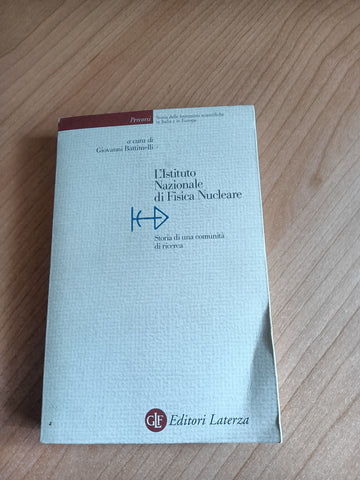 Percorsi
Storia delle istituzioni scientifiche
in Italia e in Europa
a cura di
Giovanni Battimelli
L'Istituto
Nazionale
di Fisica Nucleare
Storia di una comunità
di ricerca
GLF Editori Laterza